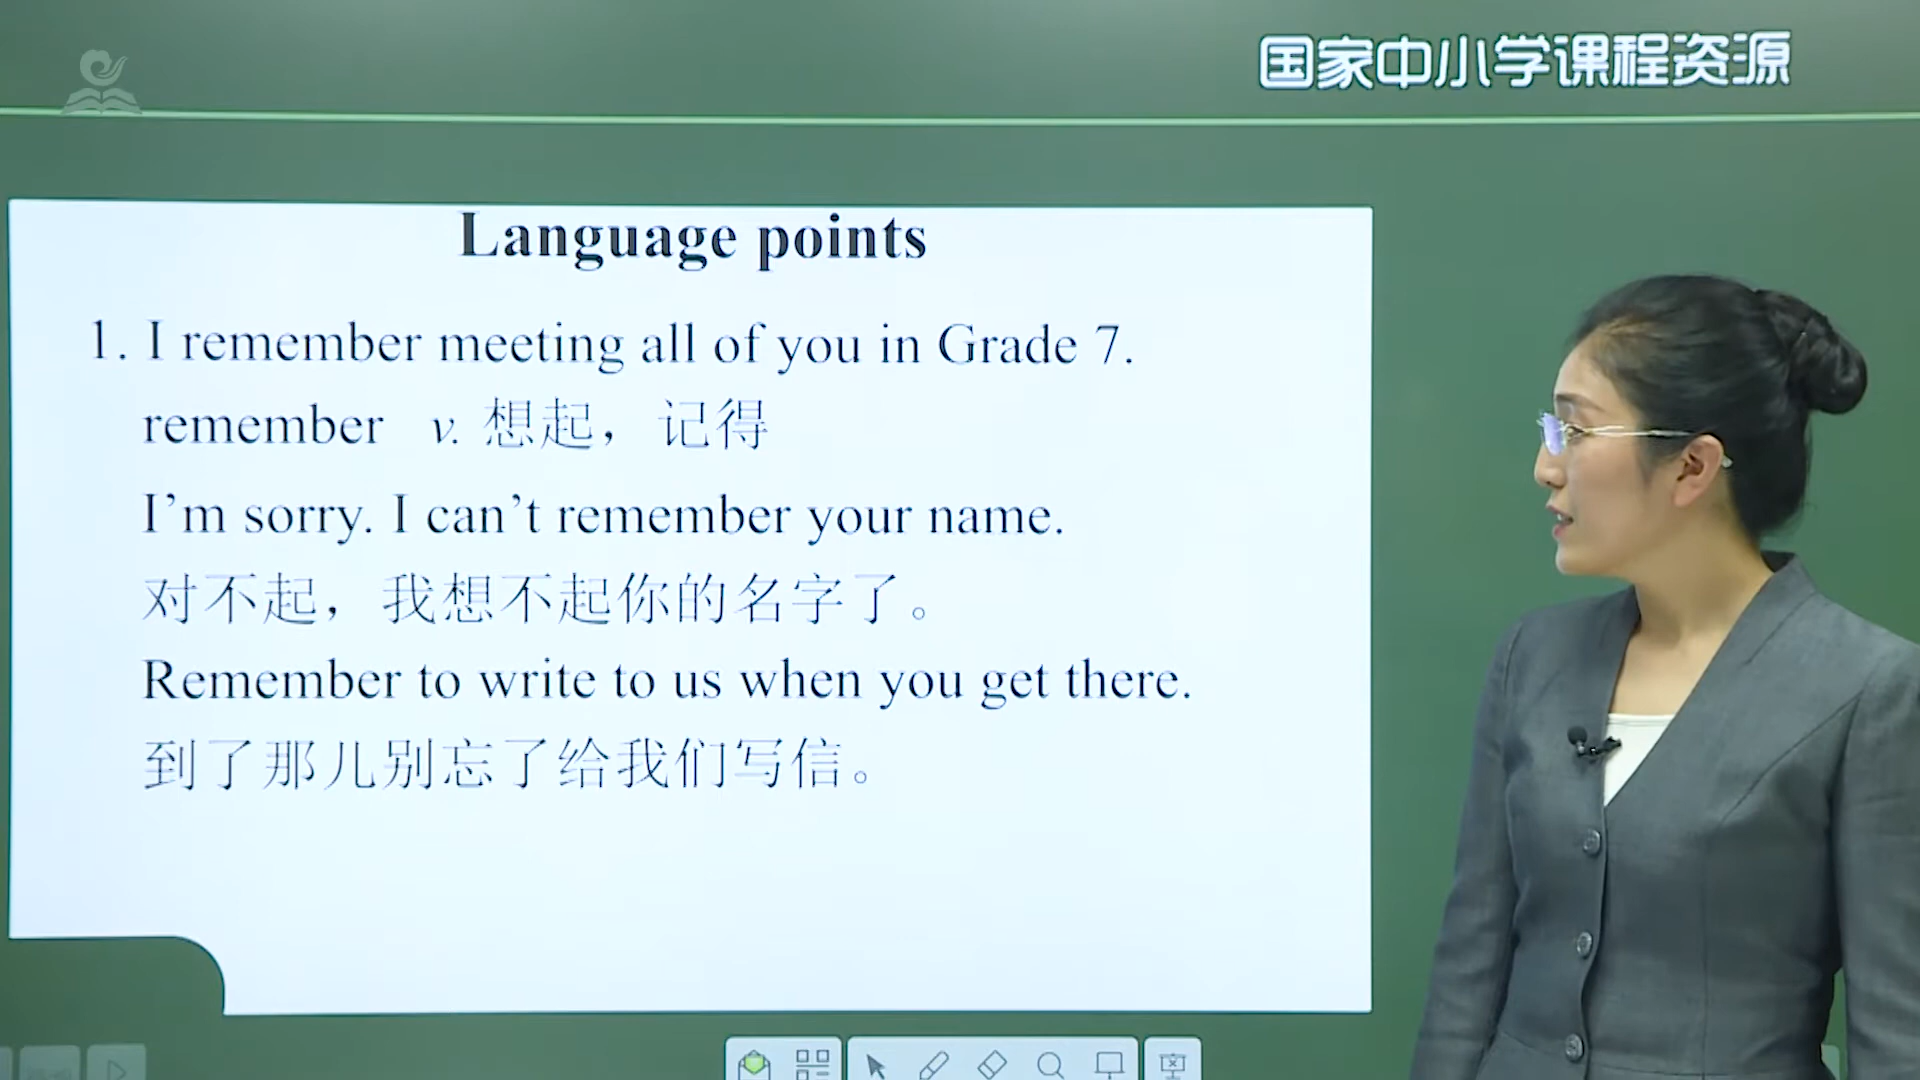 国家中小学课程资源
Language points
1. I remember meeting all of you in Grade 7.
remember v. 想起，记得
I’m sorry. I can’t remember your name.
对不起，我想不起你的名字了。
Remember to write to us when you get there.
到了那儿别忘了给我们写信。